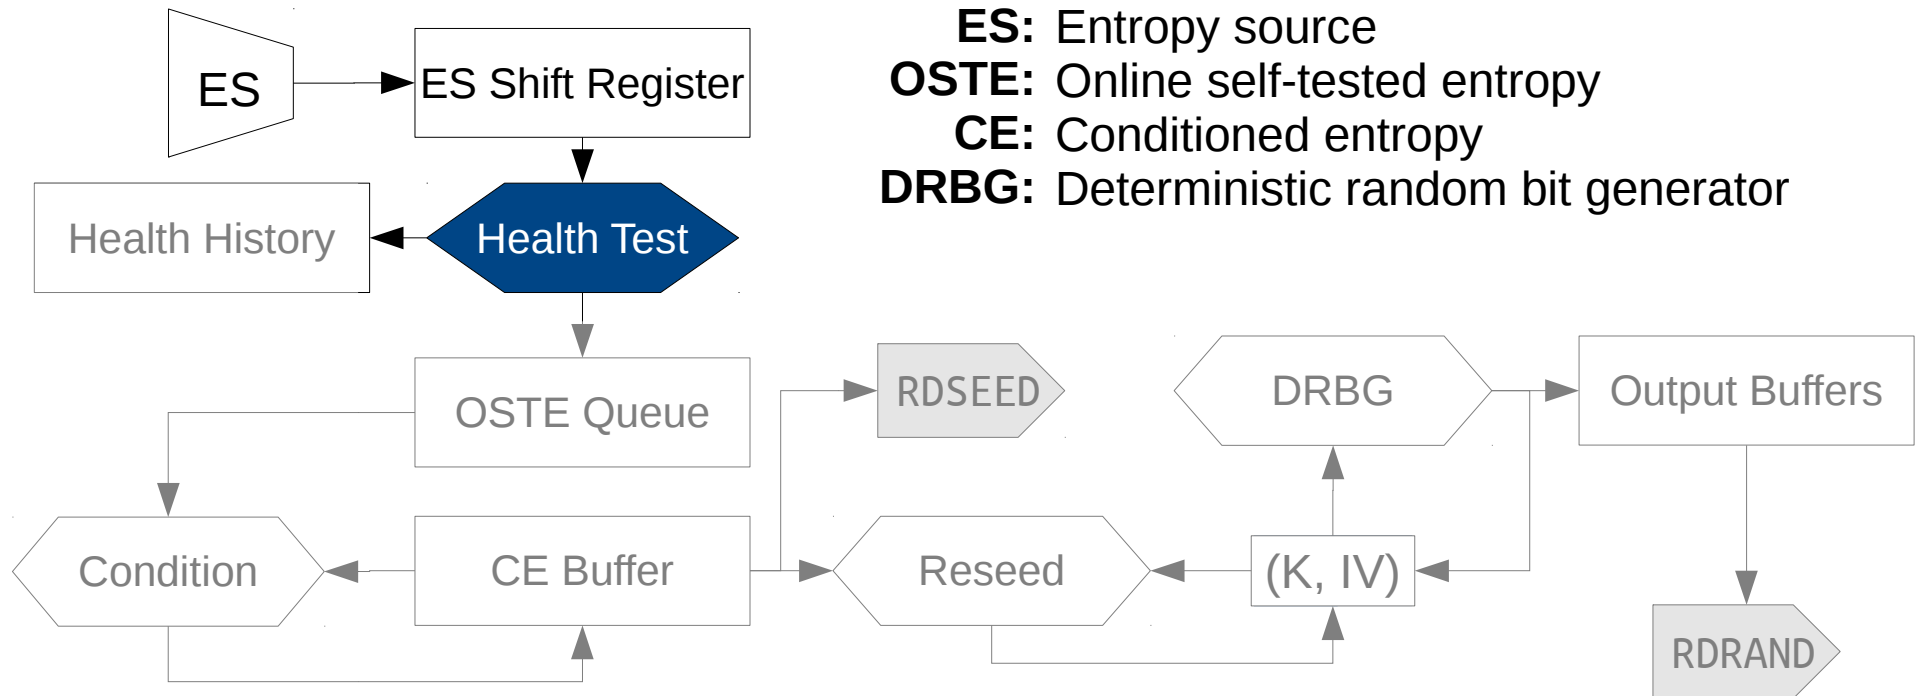 ES
ES Shift Register
ES: Entropy source
OSTE: Online self-tested entropy
CE: Conditioned entropy
DRBG: Deterministic random bit generator
Health History
Health Test
OSTE Queue
RDSEED
DRBG
Output Buffers
Condition
CE Buffer
Reseed
(K, IV)
RDRAND